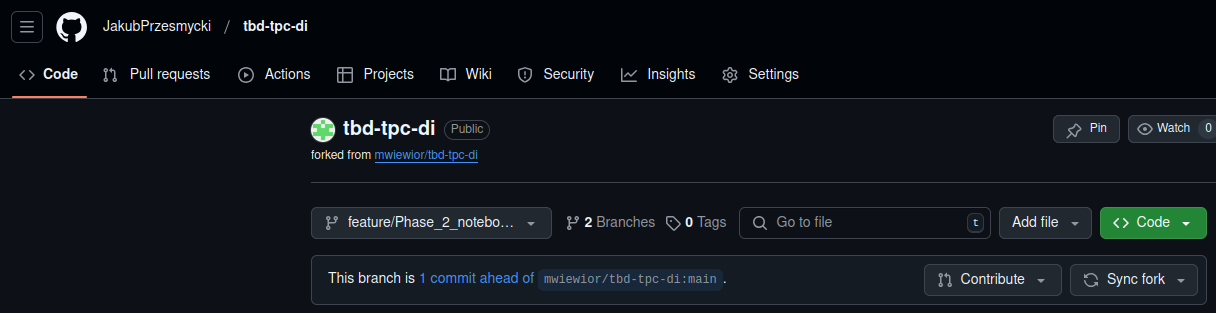 JakubPrzesmycki / tbd-tpc-di
Code Pull requests Actions Projects Wiki Security Insights Settings
tbd-tpc-di Public Pin Watch 0
forked from mwiewior/tbd-tpc-di
feature/Phase_2_notebo… 2 Branches 0 Tags Go to file t Add file Code
This branch is 1 commit ahead of mwiewior/tbd-tpc-di:main. Contribute Sync fork